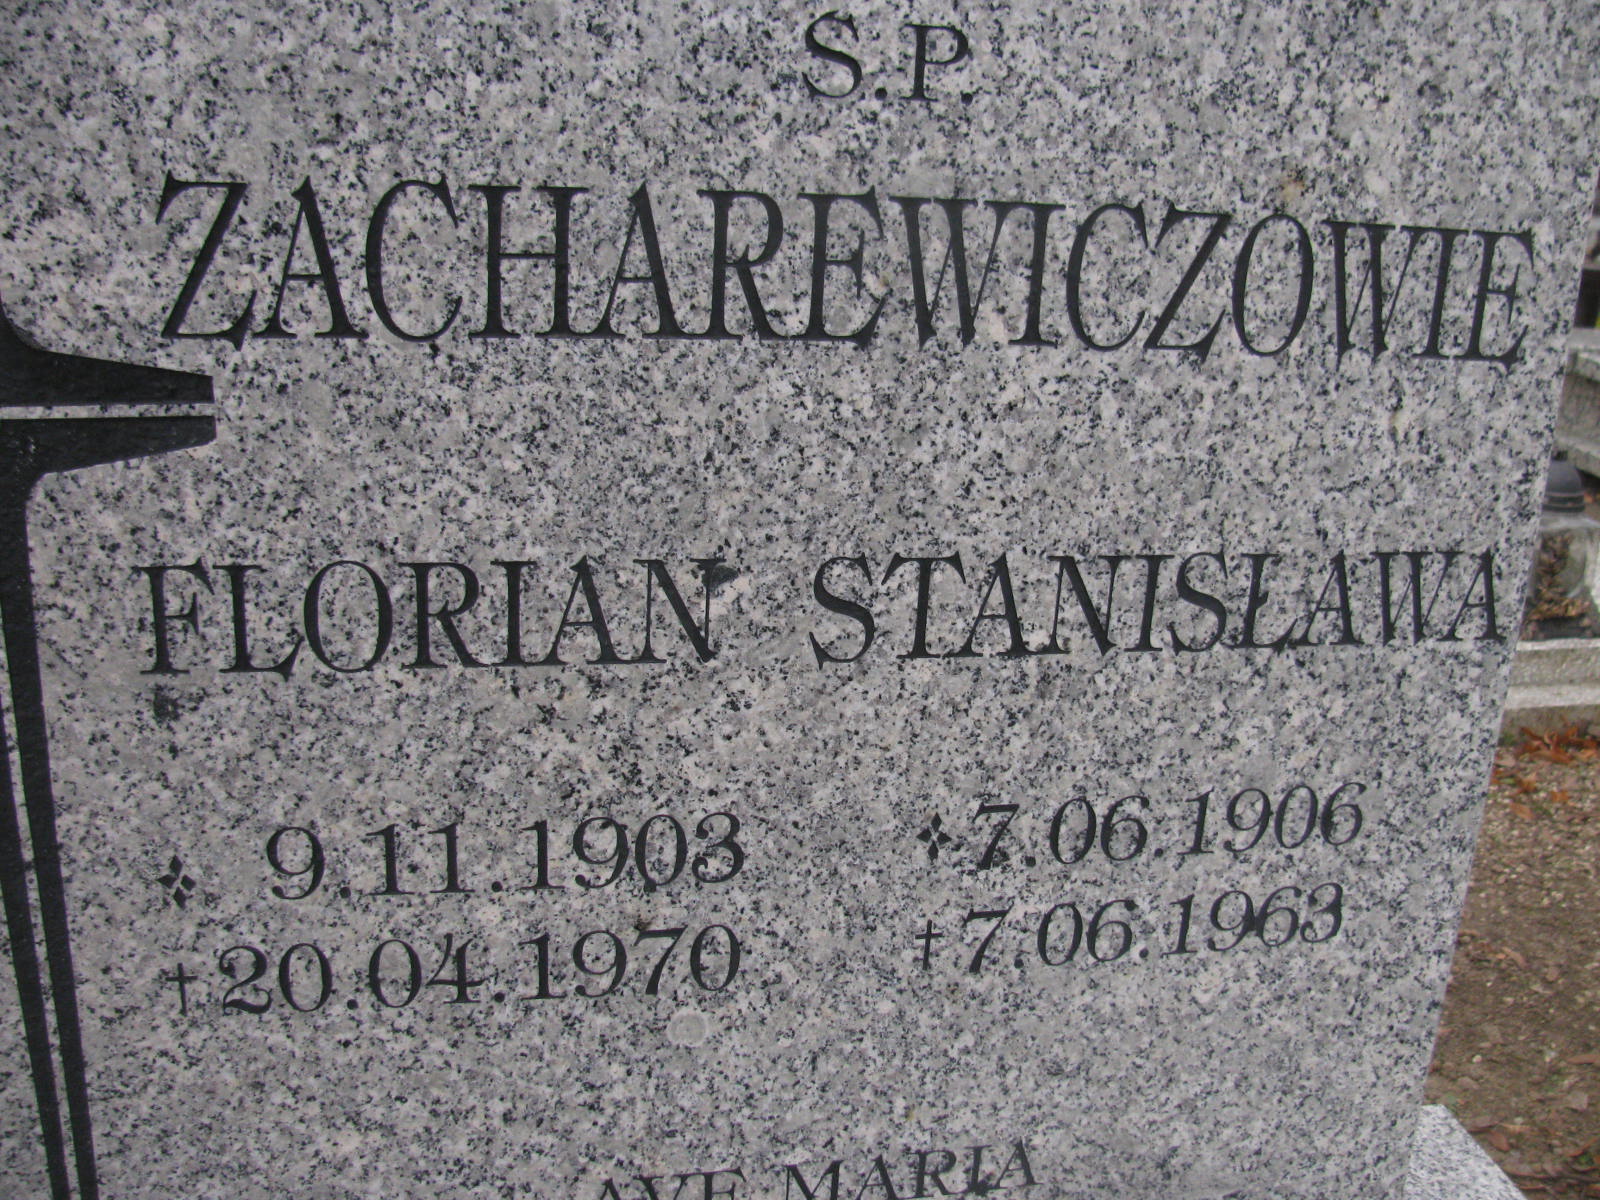 S.P.
ZACHAREWICZOWIE
FLORIAN STANISŁAWA
9.11.1903 7.06.1906
20.04.1970 7.06.1963
AVE MARIA